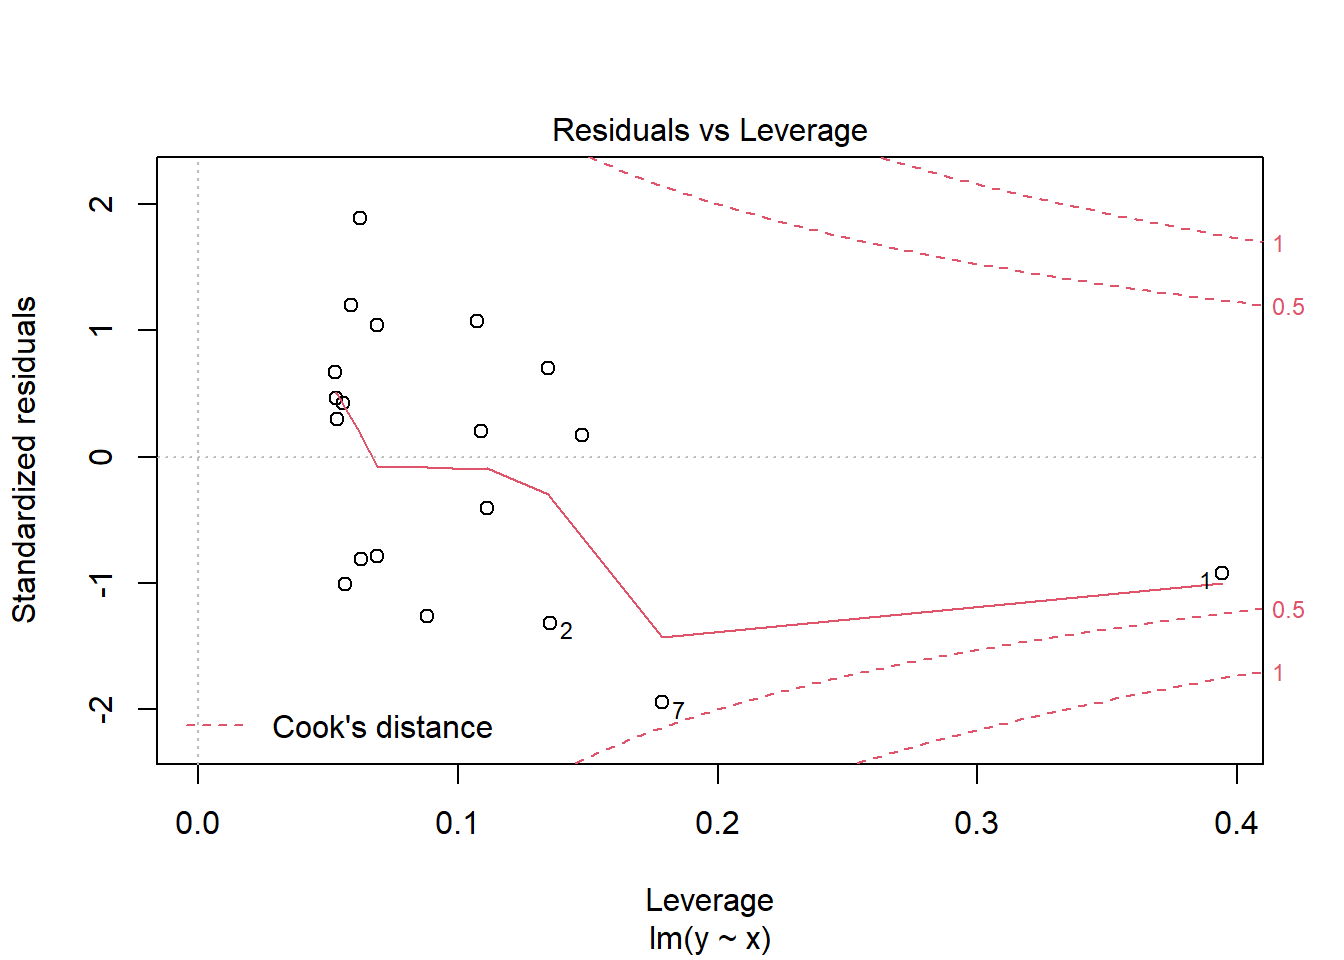 Residuals vs Leverage
Standardized residuals
2
1
0
-1
-2
1
0.5
0.5
1
1
2
7
Cook's distance
0.0 0.1 0.2 0.3 0.4
Leverage
lm(y ~ x)